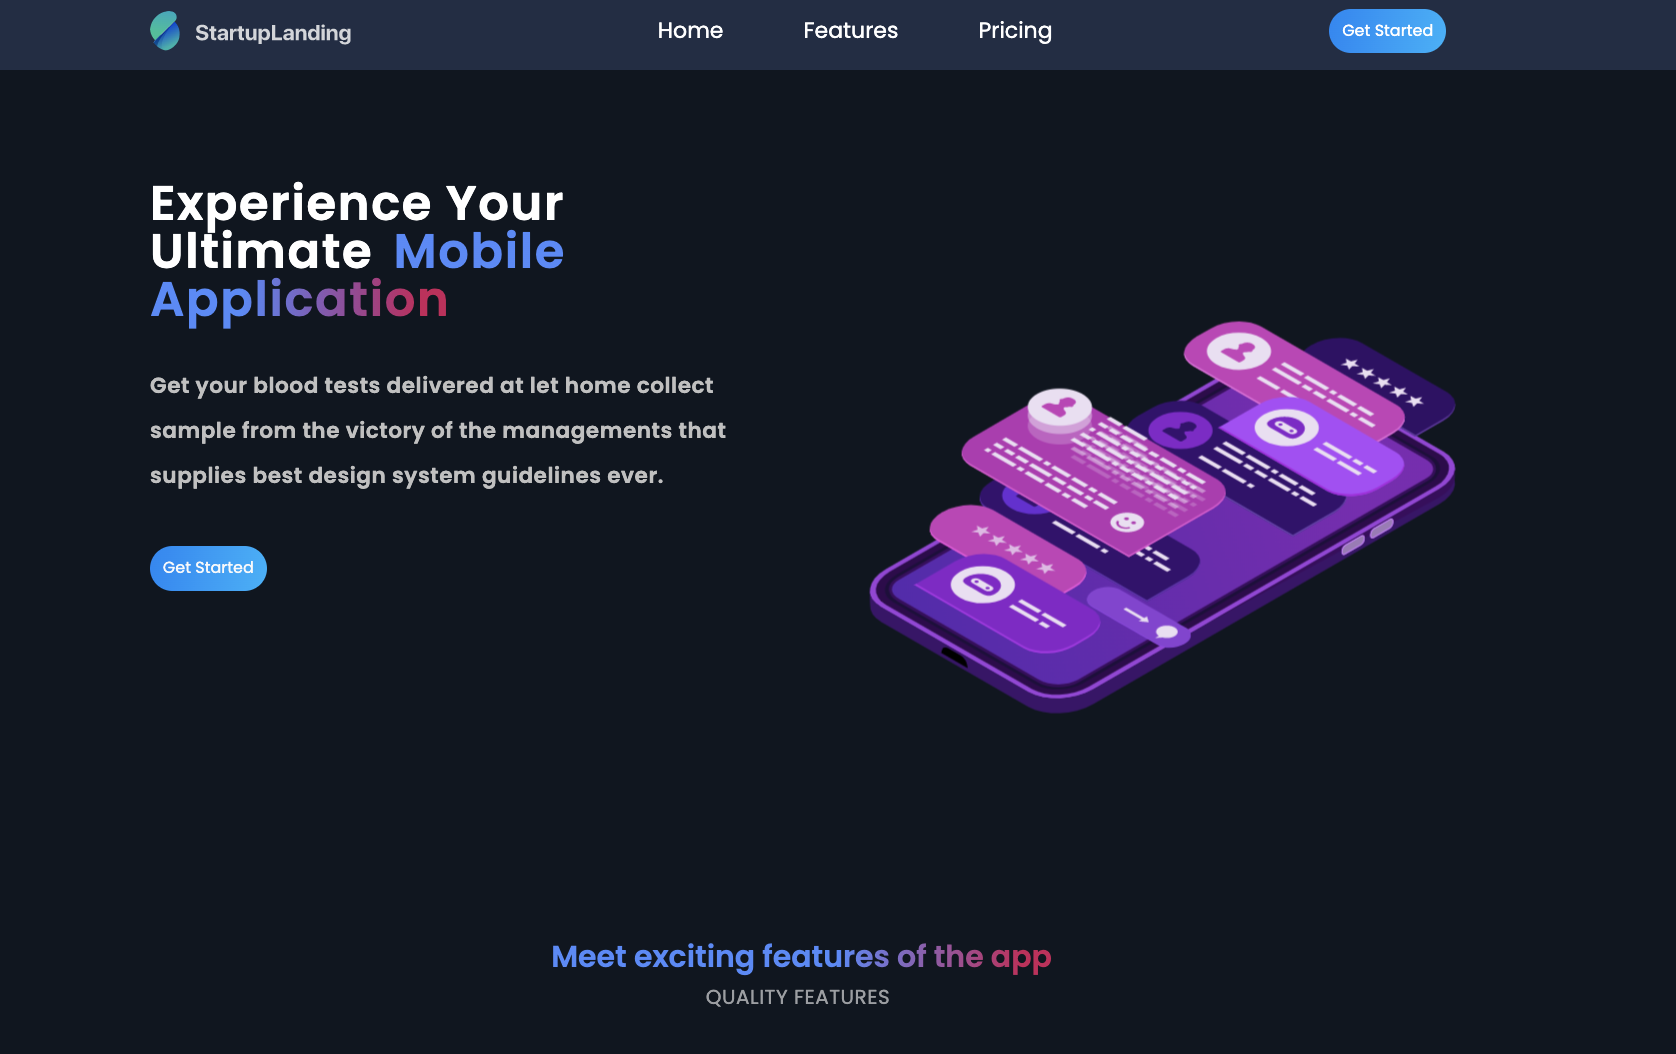 StartupLanding
Home
Features
Pricing
Get Started
Experience Your
Ultimate Mobile
Application
Get your blood tests delivered at let home collect
sample from the victory of the managements that
supplies best design system guidelines ever.
Get Started
Meet exciting features of the app
QUALITY FEATURES